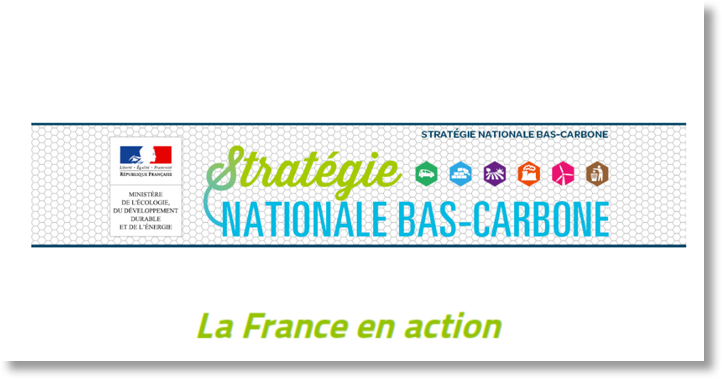 STRATÉGIE NATIONALE BAS-CARBONE
Stratégie
NATIONALE BAS-CARBONE
Liberté • Égalité • Fraternité
RÉPUBLIQUE FRANÇAISE
MINISTÈRE
DE L'ÉCOLOGIE,
DU DÉVELOPPEMENT
DURABLE
ET DE L'ÉNERGIE
La France en action